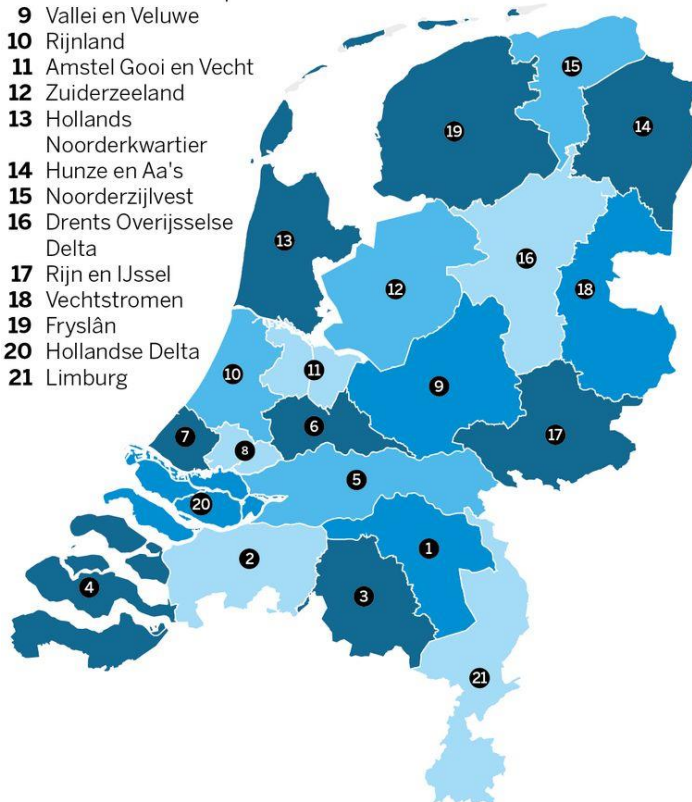 9 Vallei en Veluwe
10 Rijnland
11 Amstel Gooi en Vecht
12 Zuiderzeeland
13 Hollands
Noorderkwartier
14 Hunze en Aa's
15 Noorderzijlvest
16 Drents Overijsselse
Delta
17 Rijn en IJssel
18 Vechtstromen
19 Fryslân
20 Hollandse Delta
21 Limburg
15
19
14
13
16
12
18
10
11
9
7
6
8
17
5
20
2
1
4
3
21